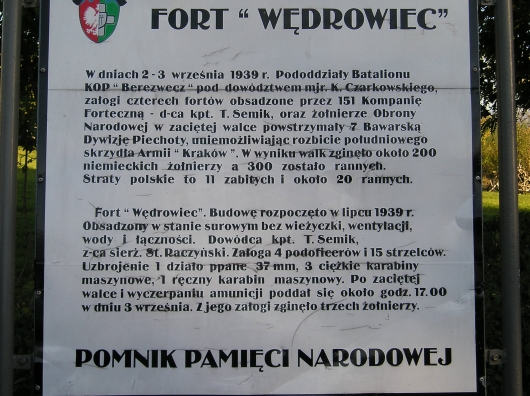 FORT “ WĘDROWIEC”
W dniach 2-3 września 1939 r. Pododdziały Batalionu
KOP “ Berezwecz “ pod dowództwem mjr. K. Czarkowskiego,
załogi czterech fortów obsadzone przez 151 Kompanię
Forteczną - d-ca kpt. T. Semik, oraz żołnierze Obrony
Narodowej w zaciętej walce powstrzymały 7 Bawarską
Dywizję Piechoty, uniemożliwiając rozbicie południowego
skrzydła Armii “ Kraków ”. W wyniku walk zginęło około 200
niemieckich żołnierzy a 300 zostało rannych.
Straty polskie to 11 zabitych i około 20 rannych.
Fort “ Wędrowiec”. Budowę rozpoczęto w lipcu 1939 r.
Obsadzony w stanie surowym bez wieżyczki, wentylacji,
wody i łączności. Dowódca kpt. T. Semik,
z-ca sierż. St. Raczyński. Załoga 4 podoficerów i 15 strzelców.
Uzbrojenie 1 działo ppanc 37 mm, 3 ciężkie karabiny
maszynowe, 1 ręczny karabin maszynowy. Po zaciętej
walce i wyczerpaniu amunicji poddał się około godz. 17.00
w dniu 3 września. Z jego załogi zginęło trzech żołnierzy.
POMNIK PAMIĘCI NARODOWEJ